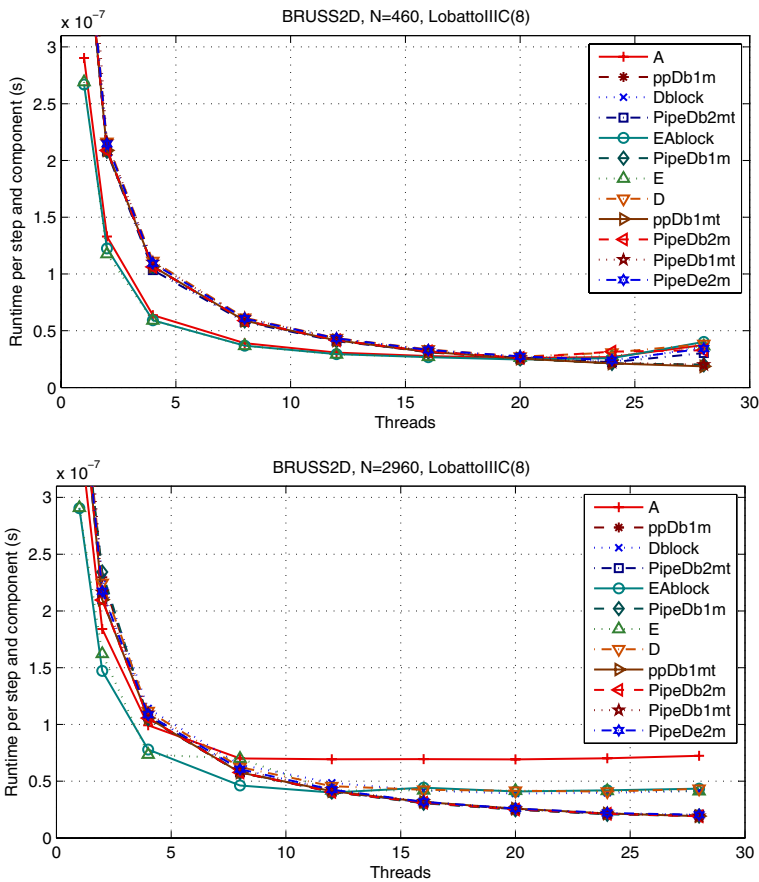 BRUSS2D, N=460, LobattoIIIC(8)
x 10⁻⁷
3
2.5
2
1.5
1
0.5
0
0
5
10
15
20
25
30
Threads
Runtime per step and component (s)
A
ppDb1m
Dblock
PipeDb2mt
EAblock
PipeDb1m
E
D
ppDb1mt
PipeDb2m
PipeDb1mt
PipeDe2m
BRUSS2D, N=2960, LobattoIIIC(8)
x 10⁻⁷
3
2.5
2
1.5
1
0.5
0
0
5
10
15
20
25
30
Threads
Runtime per step and component (s)
A
ppDb1m
Dblock
PipeDb2mt
EAblock
PipeDb1m
E
D
ppDb1mt
PipeDb2m
PipeDb1mt
PipeDe2m